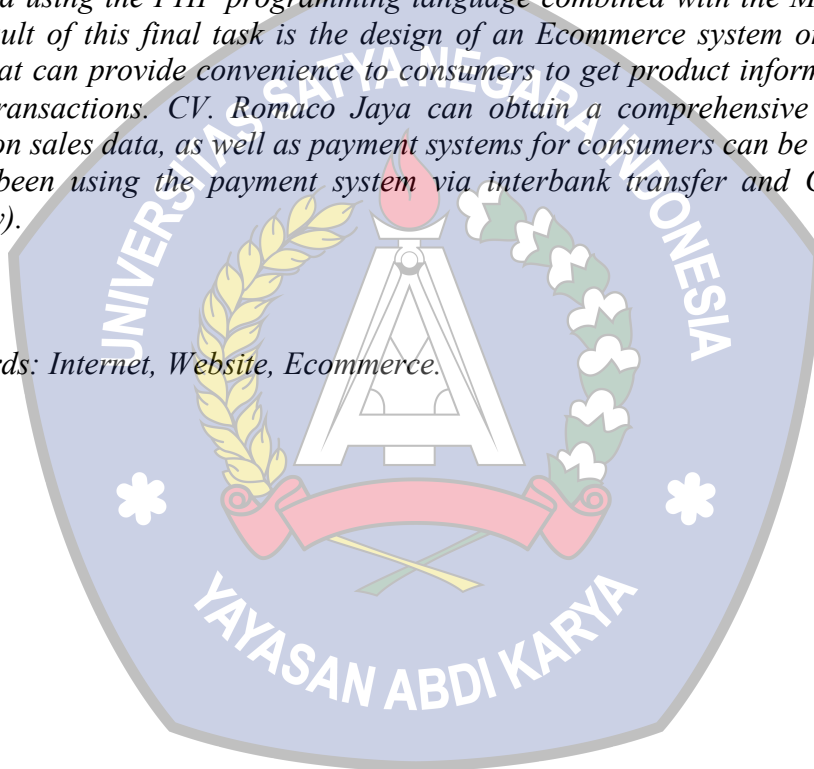 using the PHP programming language combined with the
ult of this final task is the design of an Ecommerce system
at can provide convenience to consumers to get product inform
ransactions. CV. Romaco Jaya can obtain a comprehensive
on sales data, as well as payment systems for consumers can be
been using the payment system via interbank transfer and
).
rds: Internet, Website, Ecommerce.
UNIVERSITAS SATYA NEGARA INDONESIA
YAYASAN ABDI KARYA